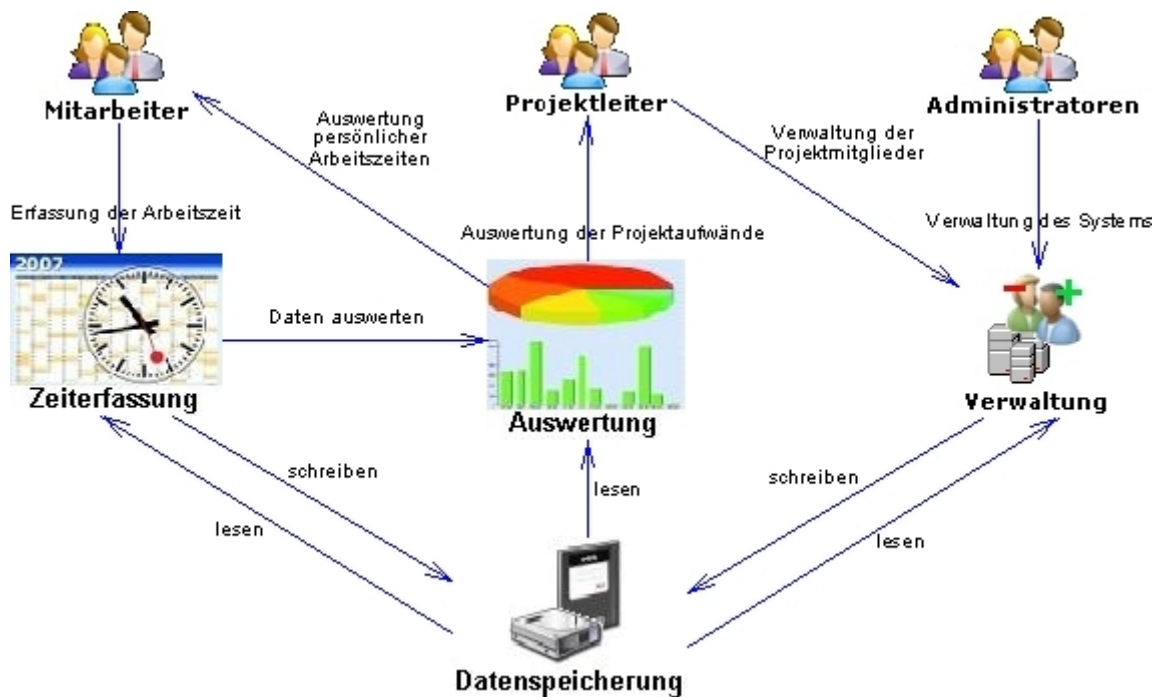 Mitarbeiter
Projektleiter
Administratoren
Auswertung
persönlicher
Arbeitszeiten
Verwaltung der
Projektmitglieder
Erfassung der Arbeitszeit
Auswertung der Projektaufwände
Verwaltung des Systems
2007
Daten auswerten
Zeiterfassung
Auswertung
Verwaltung
schreiben
lesen
lesen
schreiben
lesen
Datenspeicherung